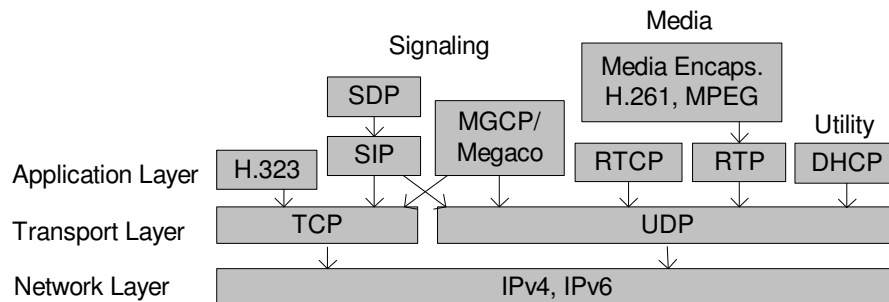 Media
Signaling
Media Encaps.
H.261, MPEG
SDP
MGCP/
Megaco
Utility
SIP
RTCP
RTP
DHCP
H.323
Application Layer
TCP
UDP
Transport Layer
IPv4, IPv6
Network Layer